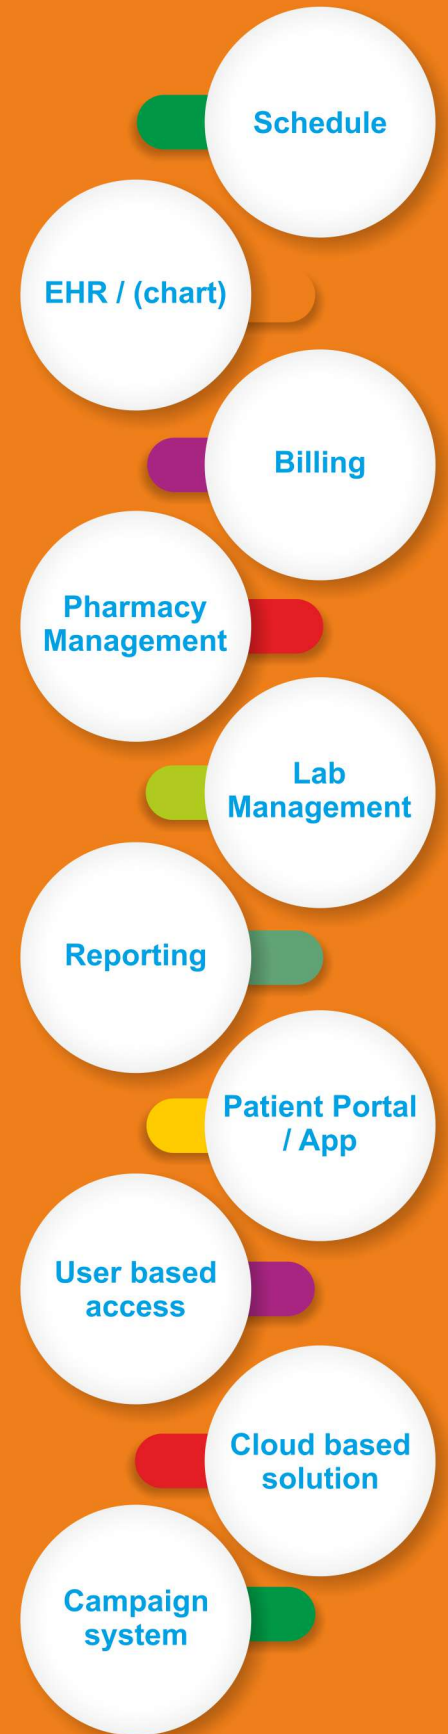 Schedule
EHR / (chart)
Billing
Pharmacy
Management
Lab
Management
Reporting
Patient Portal
/ App
User based
access
Cloud based
solution
Campaign
system